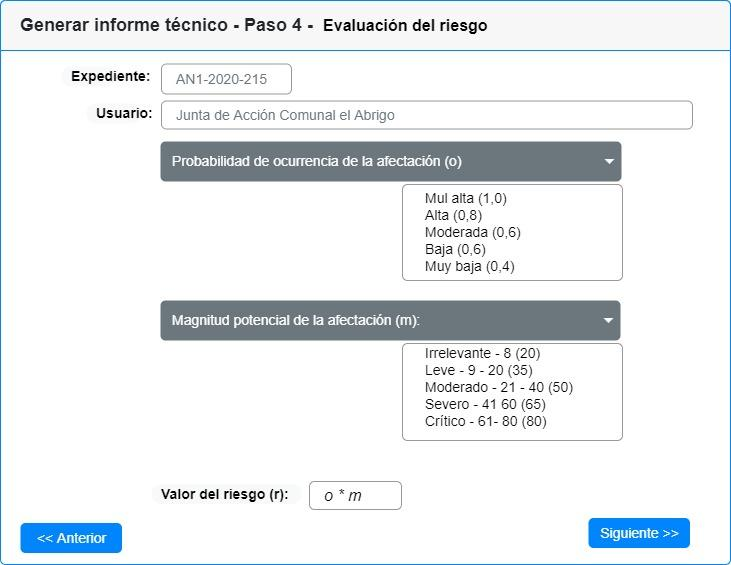 Generar informe técnico - Paso 4 - Evaluación del riesgo
Expediente: AN1-2020-215
Usuario: Junta de Acción Comunal el Abrigo
Probabilidad de ocurrencia de la afectación (o)
Mul alta (1,0)
Alta (0,8)
Moderada (0,6)
Baja (0,6)
Muy baja (0,4)
Magnitud potencial de la afectación (m):
Irrelevante - 8 (20)
Leve - 9 - 20 (35)
Moderado - 21 - 40 (50)
Severo - 41 60 (65)
Crítico - 61- 80 (80)
Valor del riesgo (r): o * m
<< Anterior
Siguiente >>